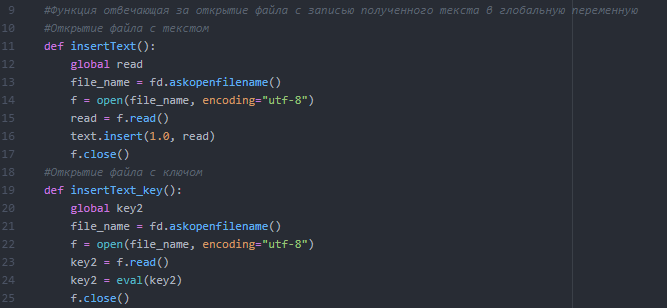 9 #Функция отвечающая за открытие файла с записью полученного текста в глобальную переменную
10 #Открытие файла с текстом
11 def insertText():
12     global read
13     file_name = fd.askopenfilename()
14     f = open(file_name, encoding="utf-8")
15     read = f.read()
16     text.insert(1.0, read)
17     f.close()
18 #Открытие файла с ключом
19 def insertText_key():
20     global key2
21     file_name = fd.askopenfilename()
22     f = open(file_name, encoding="utf-8")
23     key2 = f.read()
24     key2 = eval(key2)
25     f.close()